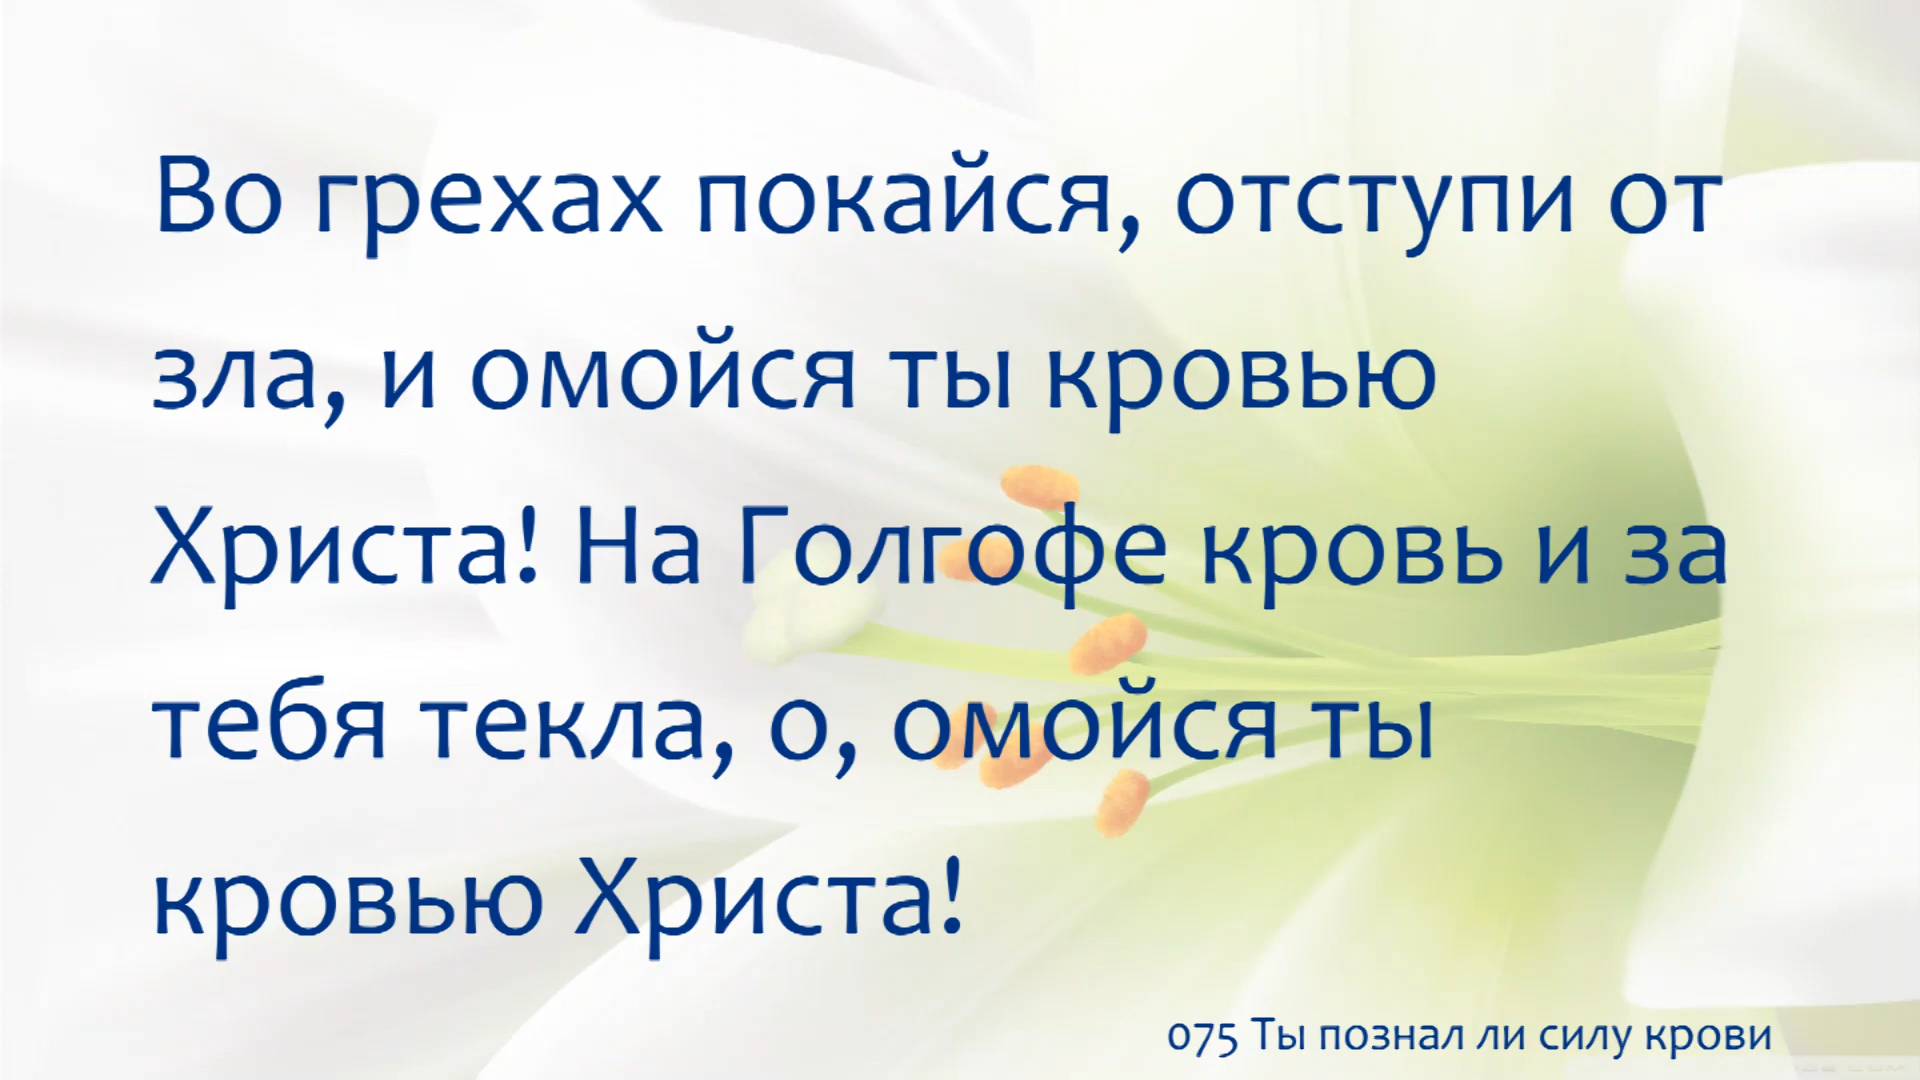 Во грехах покайся, отступи от
зла, и омойся ты кровью
Христа! На Голгофе кровь и за
тебя текла, о, омойся ты
кровью Христа!
075 Ты познал ли силу крови